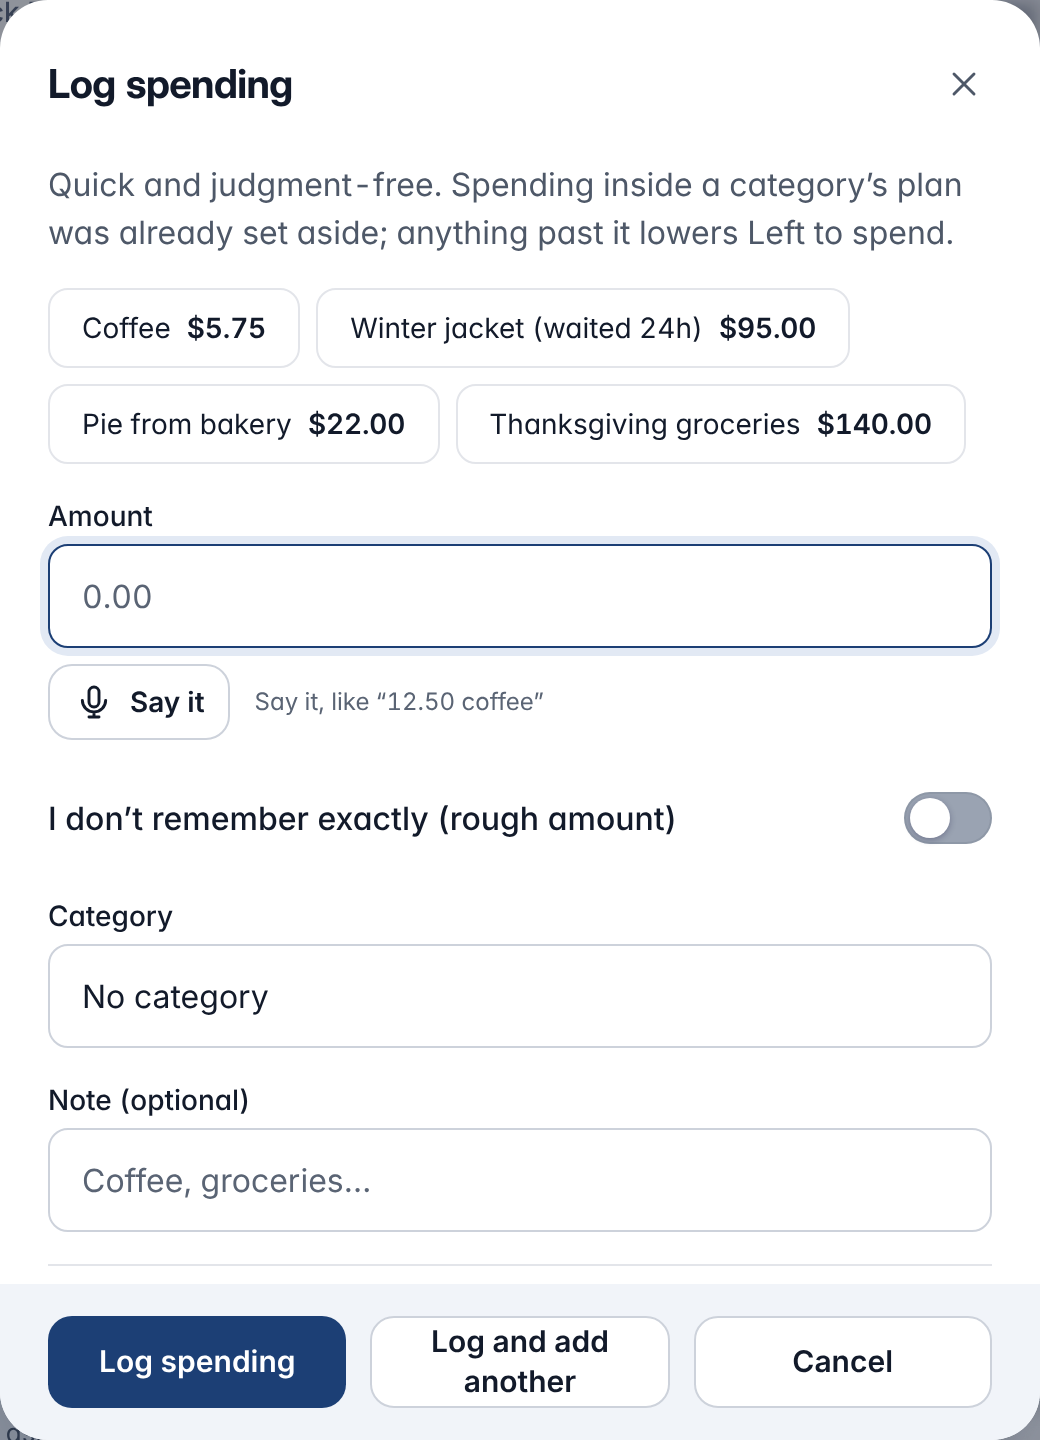 Log spending
Quick and judgment-free. Spending inside a category’s plan
was already set aside; anything past it lowers Left to spend.
Coffee $5.75
Winter jacket (waited 24h) $95.00
Pie from bakery $22.00
Thanksgiving groceries $140.00
Amount
0.00
Say it
Say it, like “12.50 coffee”
I don’t remember exactly (rough amount)
Category
No category
Note (optional)
Coffee, groceries...
Log spending
Log and add
another
Cancel